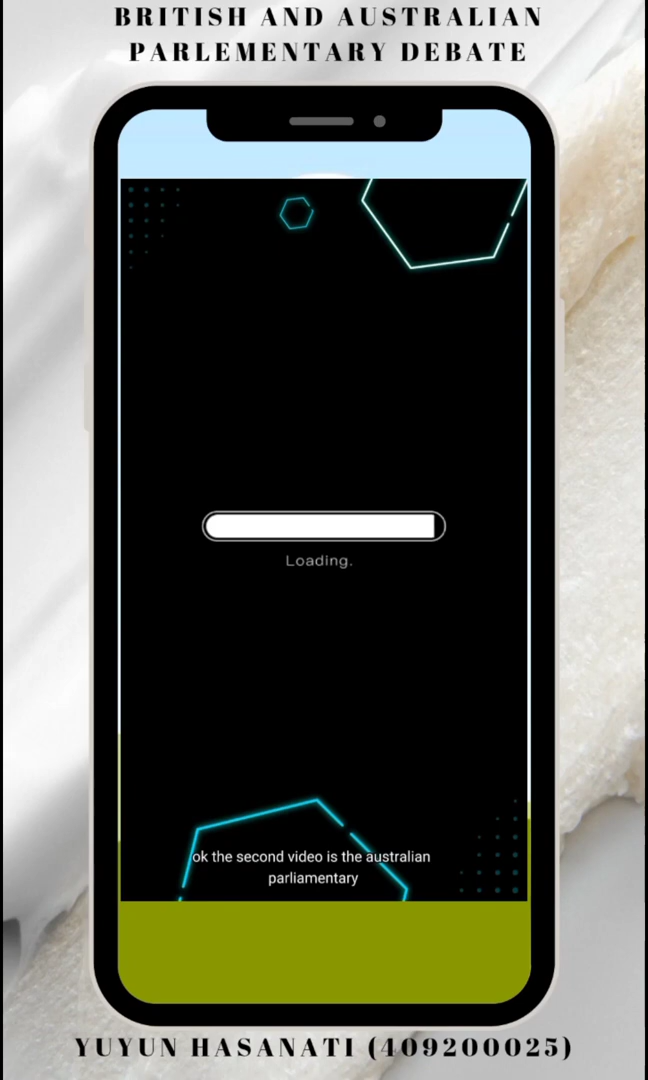 BRITISH AND AUSTRALIAN
PARLEMENTARY DEBATE
Loading.
ok the second video is the australian
parliamentary
YUYUN HASANATI (409200025)